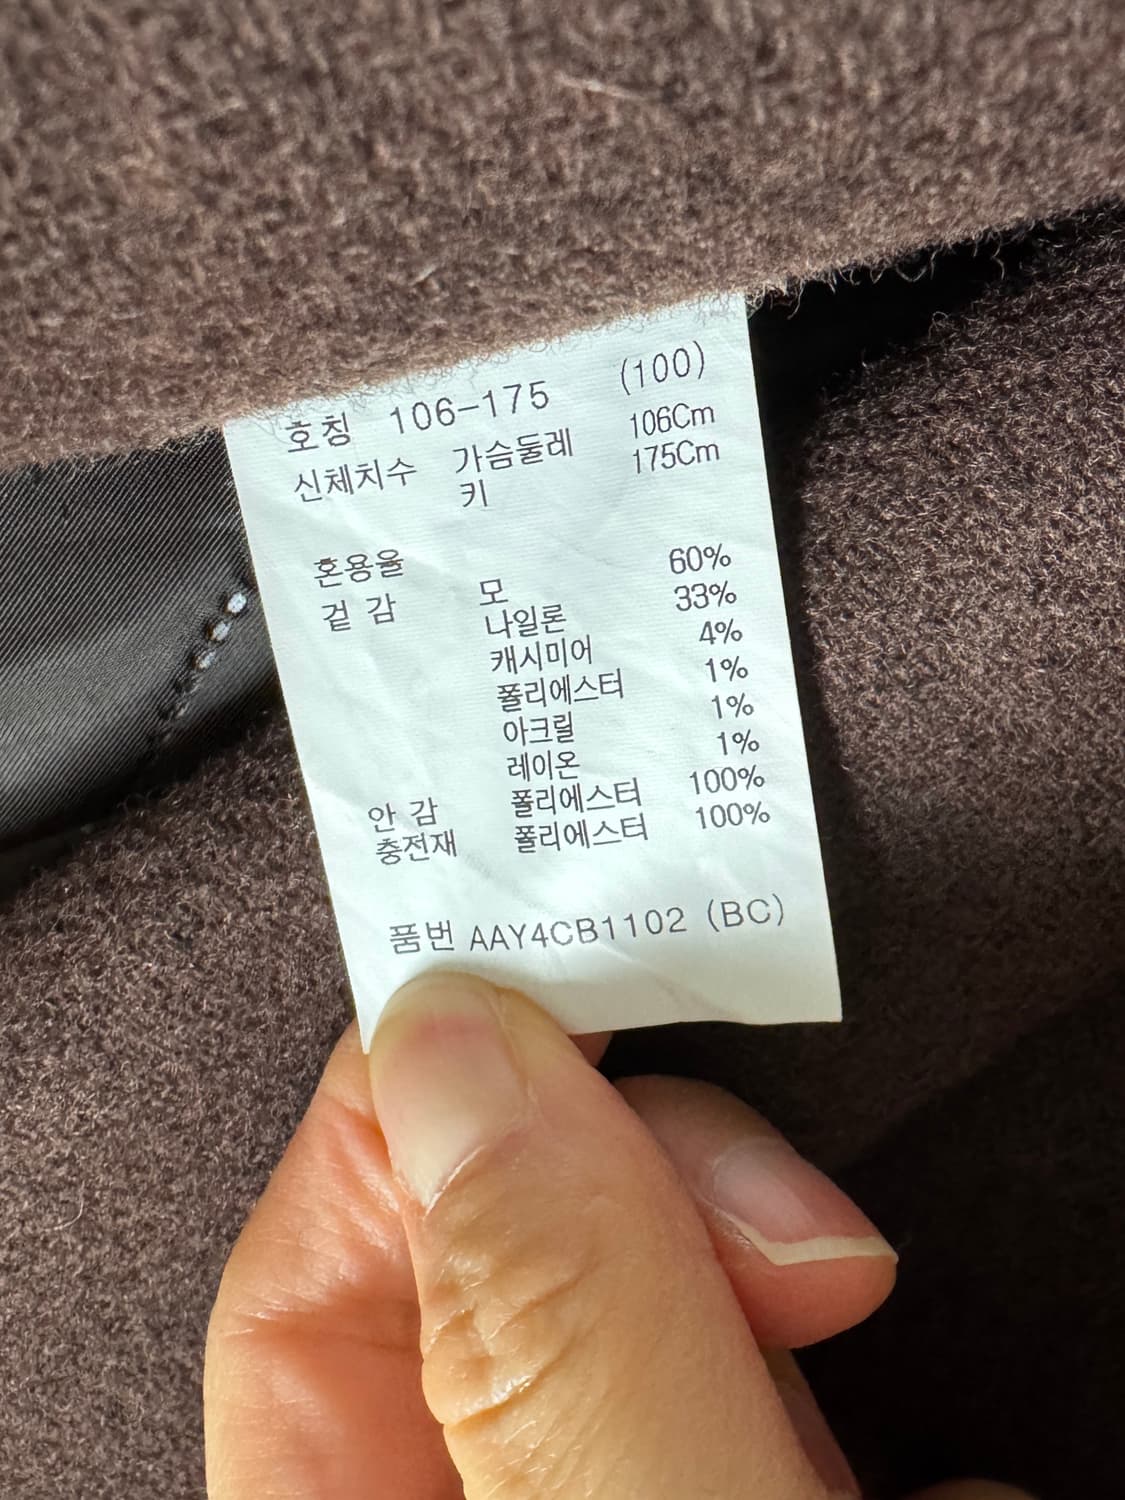 호칭 106-175 (100)
신체치수 가슴둘레 106Cm
키 175Cm
혼용율
겉 감 모 60%
나일론 33%
캐시미어 4%
폴리에스터 1%
아크릴 1%
레이온 1%
안 감 폴리에스터 100%
충전재 폴리에스터 100%
품번 AAY4CB1102 (BC)